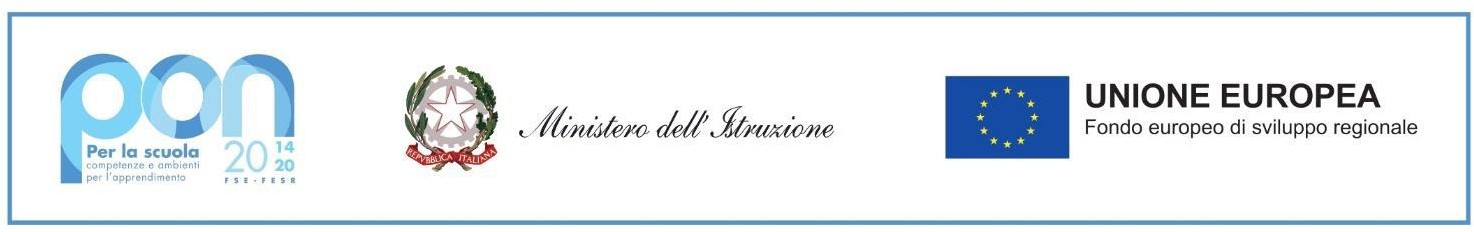 pon
Per la scuola
competenze e ambienti
per l'apprendimento
20 14
20
FSE-FESR
REPVBBLICA ITALIANA
Ministero dell'Istruzione
UNIONE EUROPEA
Fondo europeo di sviluppo regionale